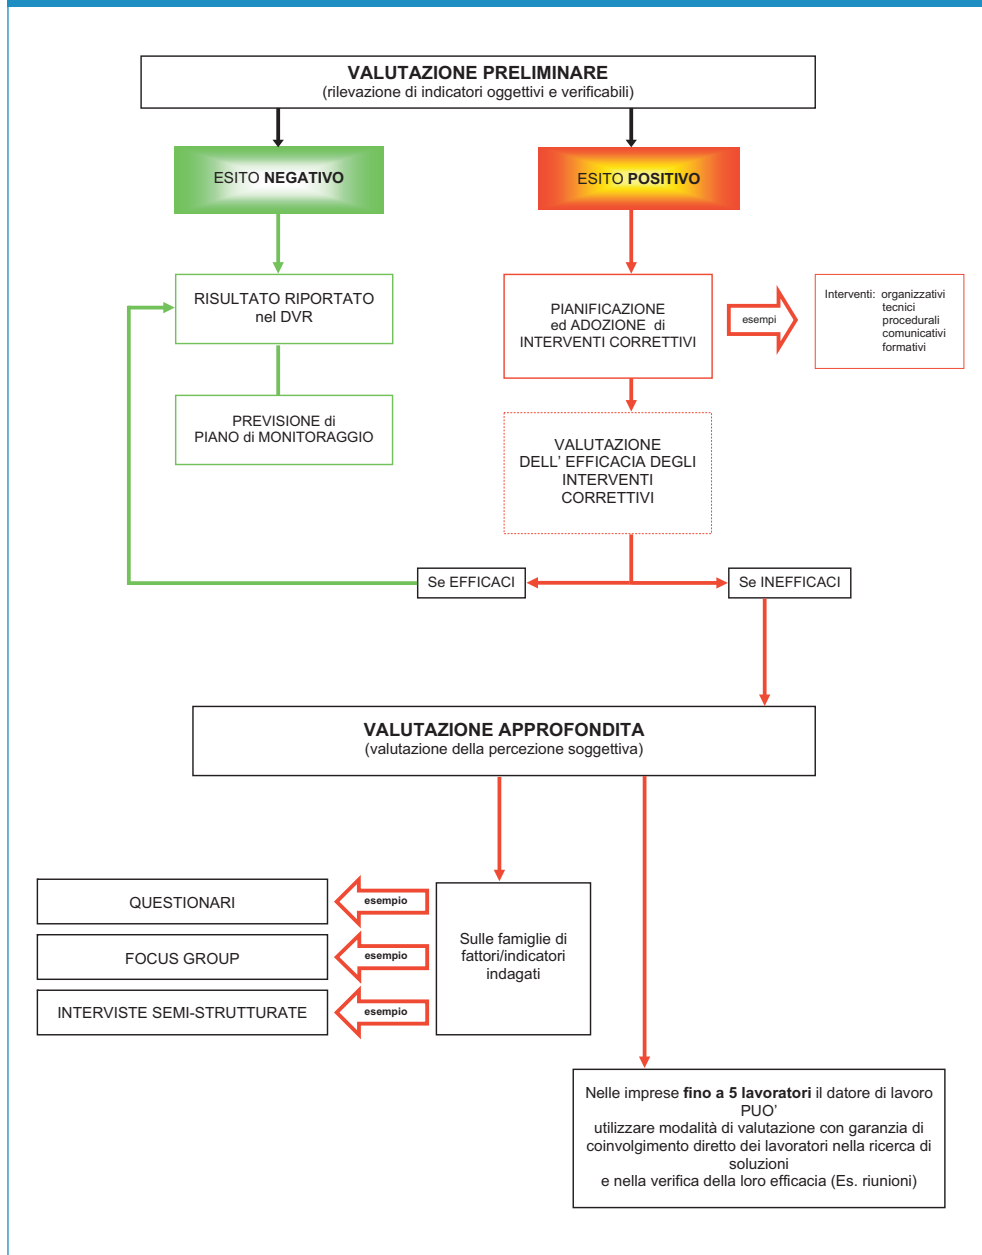 VALUTAZIONE PRELIMINARE
(rilevazione di indicatori oggettivi e verificabili)
ESITO NEGATIVO
ESITO POSITIVO
RISULTATO RIPORTATO
nel DVR
PIANIFICAZIONE
ed ADOZIONE di
INTERVENTI CORRETTIVI
esempi
Interventi: organizzativi
tecnici
procedurali
comunicativi
formativi
PREVISIONE di
PIANO di MONITORAGGIO
VALUTAZIONE
DELL' EFFICACIA DEGLI
INTERVENTI
CORRETTIVI
Se EFFICACI
Se INEFFICACI
VALUTAZIONE APPROFONDITA
(valutazione della percezione soggettiva)
QUESTIONARI
esempio
FOCUS GROUP
esempio
INTERVISTE SEMI-STRUTTURATE
esempio
Sulle famiglie di
fattori/indicatori
indagati
Nelle imprese fino a 5 lavoratori il datore di lavoro
PUO'
utilizzare modalità di valutazione con garanzia di
coinvolgimento diretto dei lavoratori nella ricerca di
soluzioni
e nella verifica della loro efficacia (Es. riunioni)